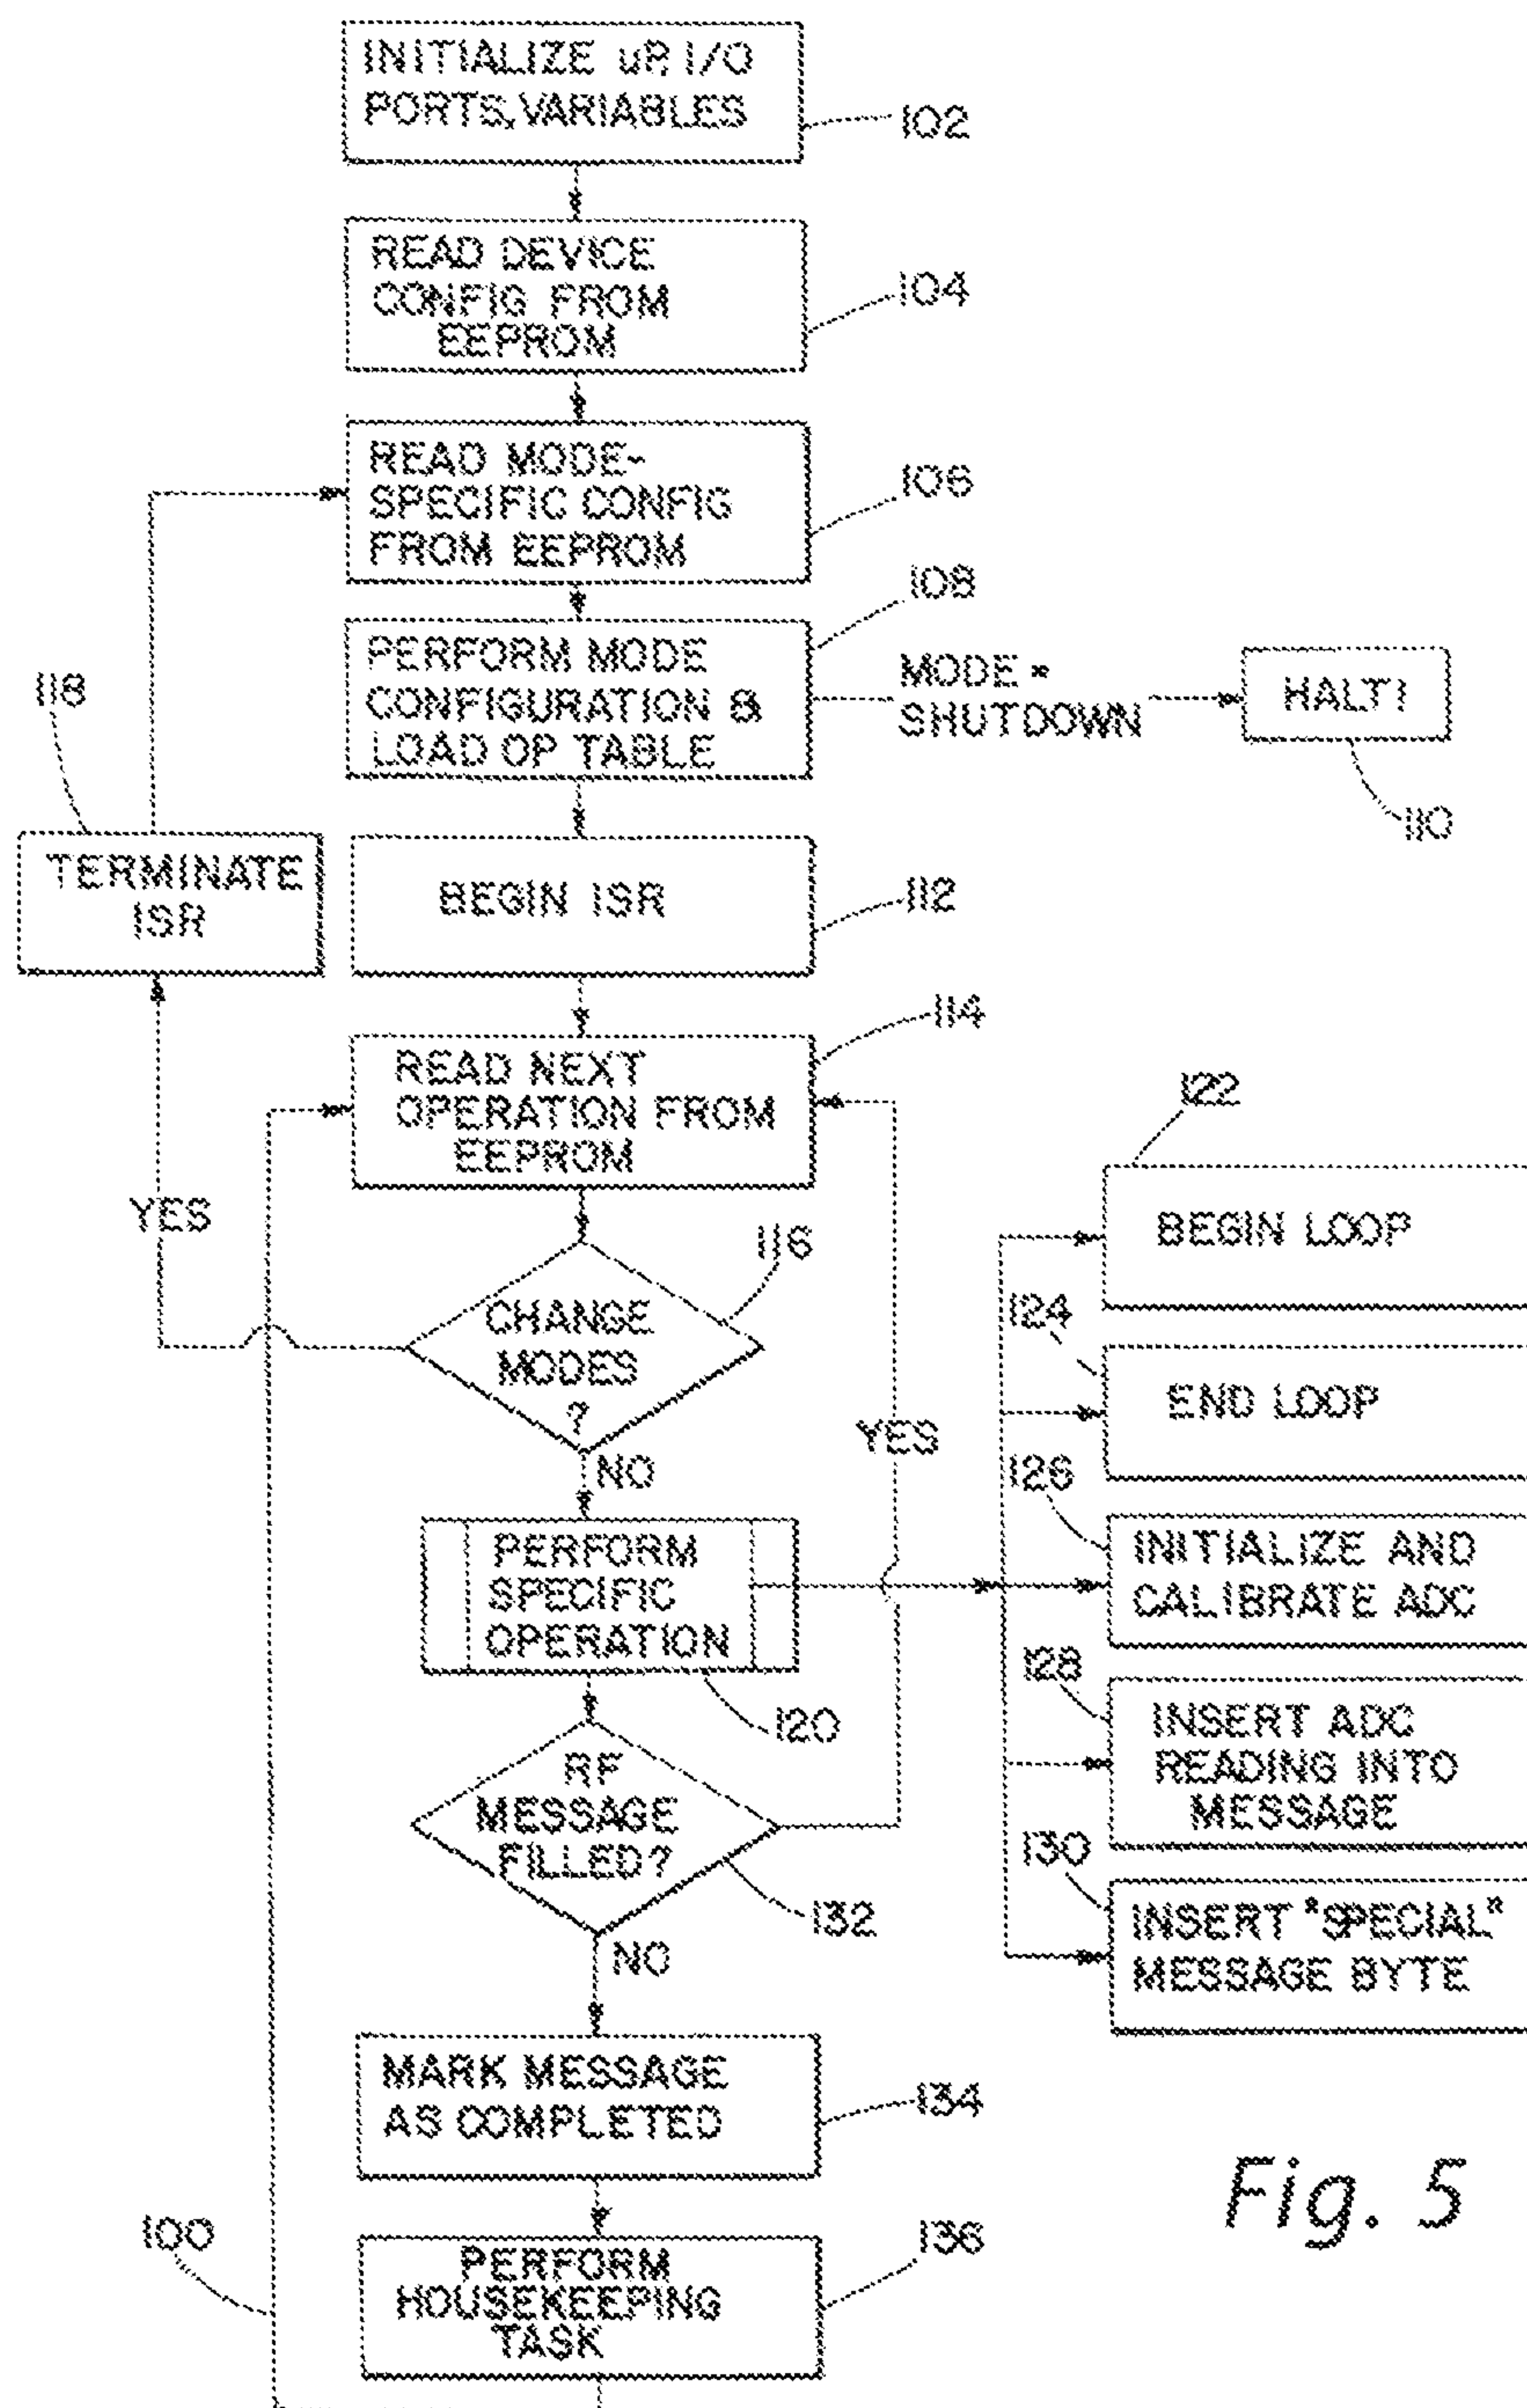 INITIALIZE uP, I/O
PORTS, VARIABLES
102
READ DEVICE
CONFIG FROM
EEPROM
104
READ MODE-
SPECIFIC CONFIG
FROM EEPROM
106
108
PERFORM MODE
CONFIGURATION &
LOAD OP TABLE
MODE =
SHUTDOWN
HALT!
110
118
TERMINATE
ISR
BEGIN ISR
112
114
READ NEXT
OPERATION FROM
EEPROM
YES
116
CHANGE
MODES
?
NO
YES
PERFORM
SPECIFIC
OPERATION
120
122
BEGIN LOOP
124
END LOOP
126
INITIALIZE AND
CALIBRATE ADC
128
INSERT ADC
READING INTO
MESSAGE
130
INSERT "SPECIAL"
MESSAGE BYTE
RF
MESSAGE
FILLED?
132
NO
MARK MESSAGE
AS COMPLETED
134
100
PERFORM
HOUSEKEEPING
TASK
136
Fig. 5